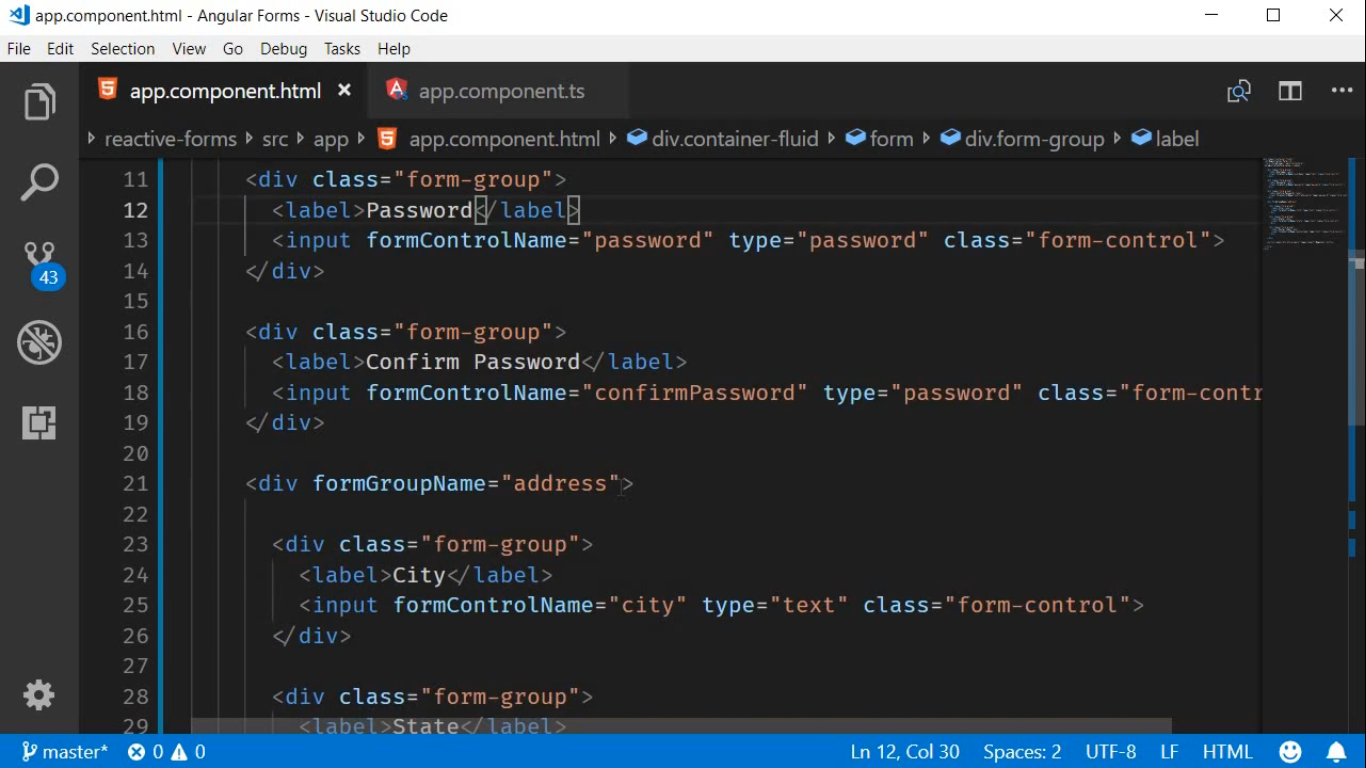 app.component.html - Angular Forms - Visual Studio Code
File Edit Selection View Go Debug Tasks Help
app.component.html app.component.ts
reactive-forms src app app.component.html div.container-fluid form div.form-group label
11 <div class="form-group">
12 <label>Password</label>
13 <input formControlName="password" type="password" class="form-control">
14 </div>
15
16 <div class="form-group">
17 <label>Confirm Password</label>
18 <input formControlName="confirmPassword" type="password" class="form-contr
19 </div>
20
21 <div formGroupName="address">
22
23 <div class="form-group">
24 <label>City</label>
25 <input formControlName="city" type="text" class="form-control">
26 </div>
27
28 <div class="form-group">
29 <label>State</label>
43
master* 0 0 Ln 12, Col 30 Spaces: 2 UTF-8 LF HTML